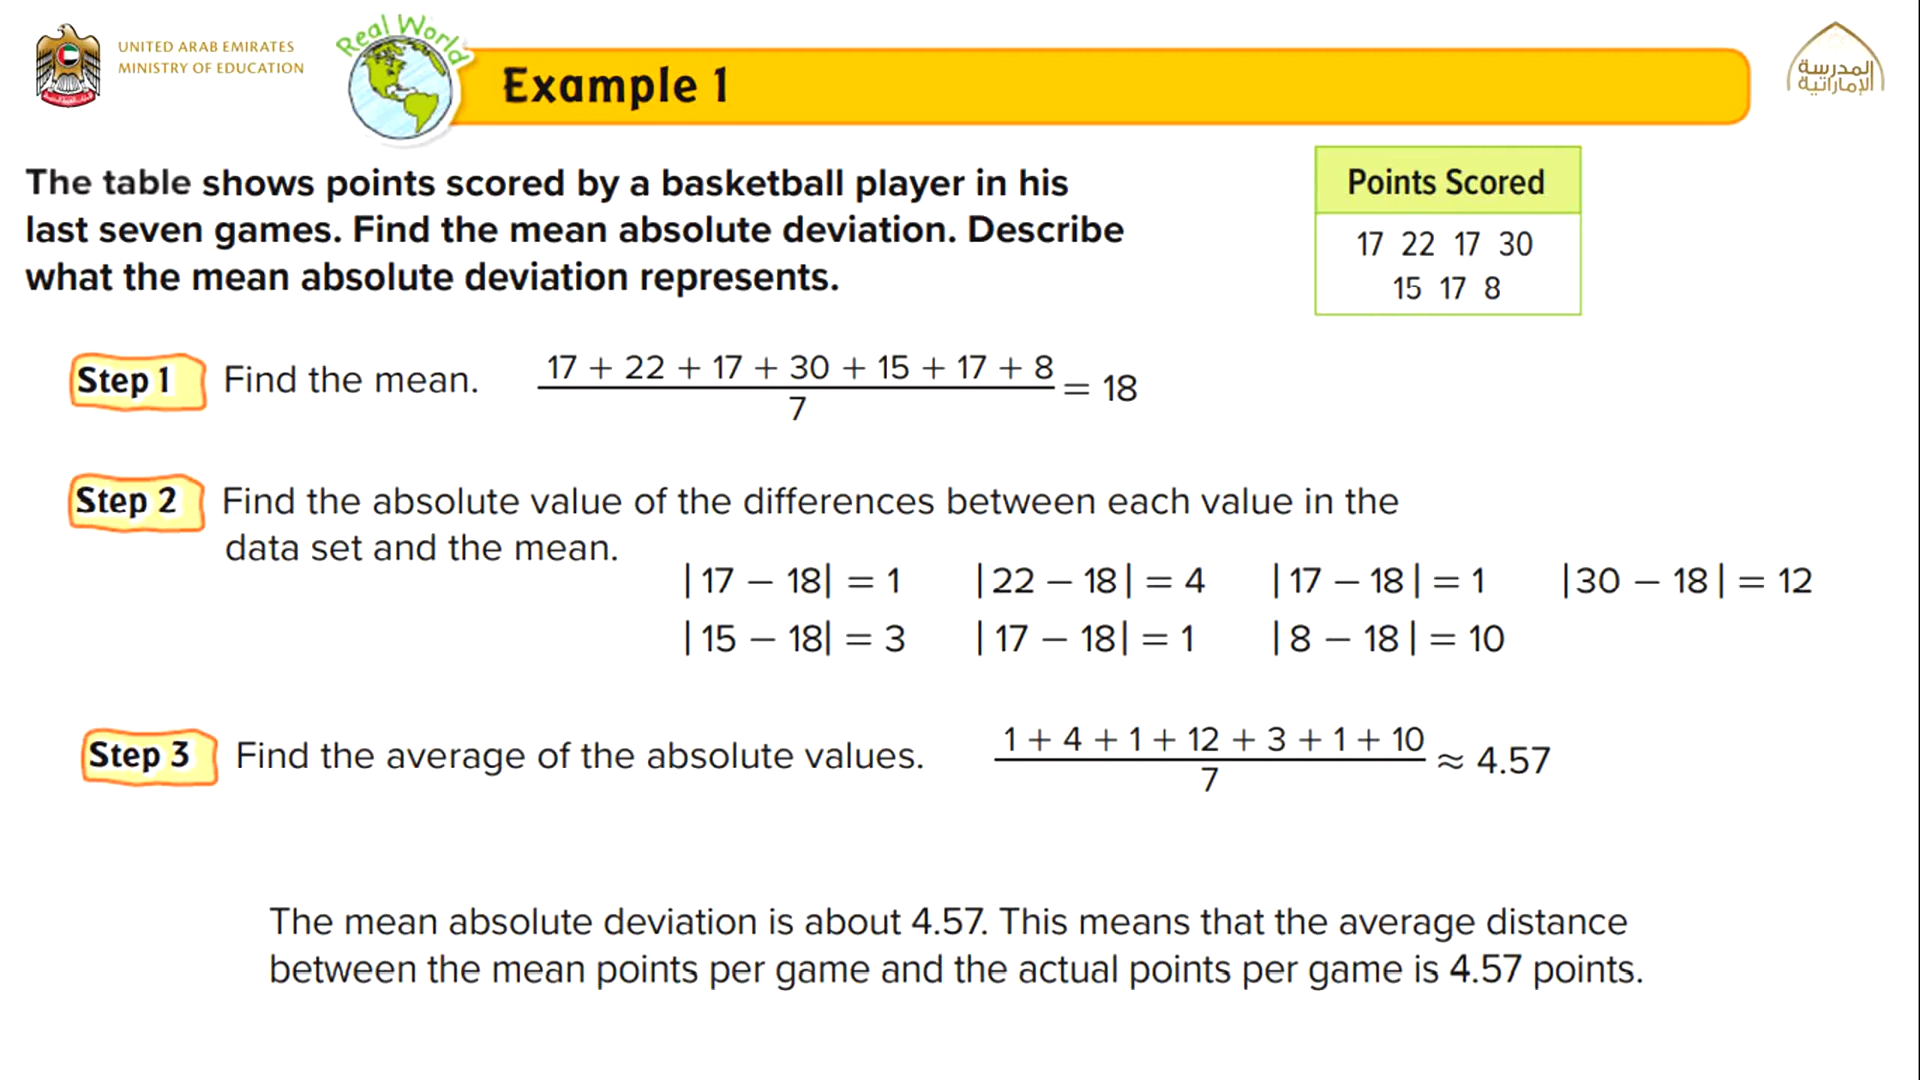 UNITED ARAB EMIRATES
MINISTRY OF EDUCATION
Real World
Example 1
المدرسة
الإماراتية
The table shows points scored by a basketball player in his
last seven games. Find the mean absolute deviation. Describe
what the mean absolute deviation represents.
Points Scored
17 22 17 30
15 17 8
Step 1 Find the mean. 17 + 22 + 17 + 30 + 15 + 17 + 8
7
= 18
Step 2 Find the absolute value of the differences between each value in the
data set and the mean.
|17 − 18| = 1 |22 − 18| = 4 |17 − 18| = 1 |30 − 18| = 12
|15 − 18| = 3 |17 − 18| = 1 |8 − 18| = 10
Step 3 Find the average of the absolute values. 1 + 4 + 1 + 12 + 3 + 1 + 10
7
≈ 4.57
The mean absolute deviation is about 4.57. This means that the average distance
between the mean points per game and the actual points per game is 4.57 points.